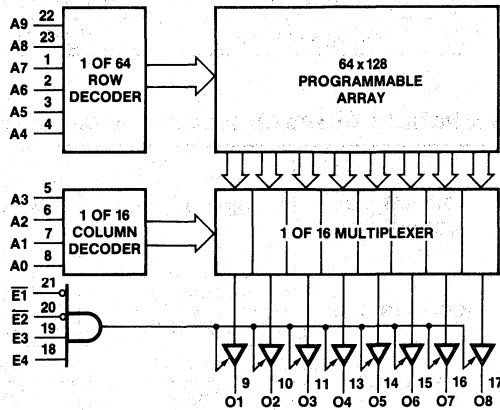 A9 22
A8 23
A7 1
A6 2
A5 3
A4 4
1 OF 64
ROW
DECODER
64 x 128
PROGRAMMABLE
ARRAY
A3 5
A2 6
A1 7
A0 8
1 OF 16
COLUMN
DECODER
1 OF 16 MULTIPLEXER
E1 21
E2 20
E3 19
E4 18
9 10 11 13 14 15 16 17
O1 O2 O3 O4 O5 O6 O7 O8